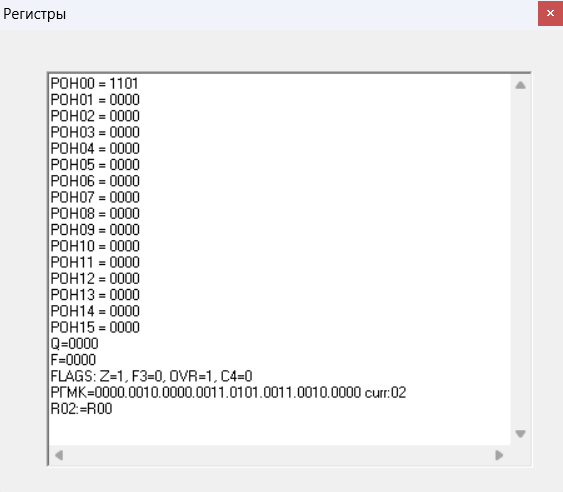 Регистры
РОН00 = 1101
РОН01 = 0000
РОН02 = 0000
РОН03 = 0000
РОН04 = 0000
РОН05 = 0000
РОН06 = 0000
РОН07 = 0000
РОН08 = 0000
РОН09 = 0000
РОН10 = 0000
РОН11 = 0000
РОН12 = 0000
РОН13 = 0000
РОН14 = 0000
РОН15 = 0000
Q=0000
F=0000
FLAGS: Z=1, F3=0, OVR=1, C4=0
РГМК=0000.0010.0000.0011.0101.0011.0010.0000 curr:02
R02:=R00